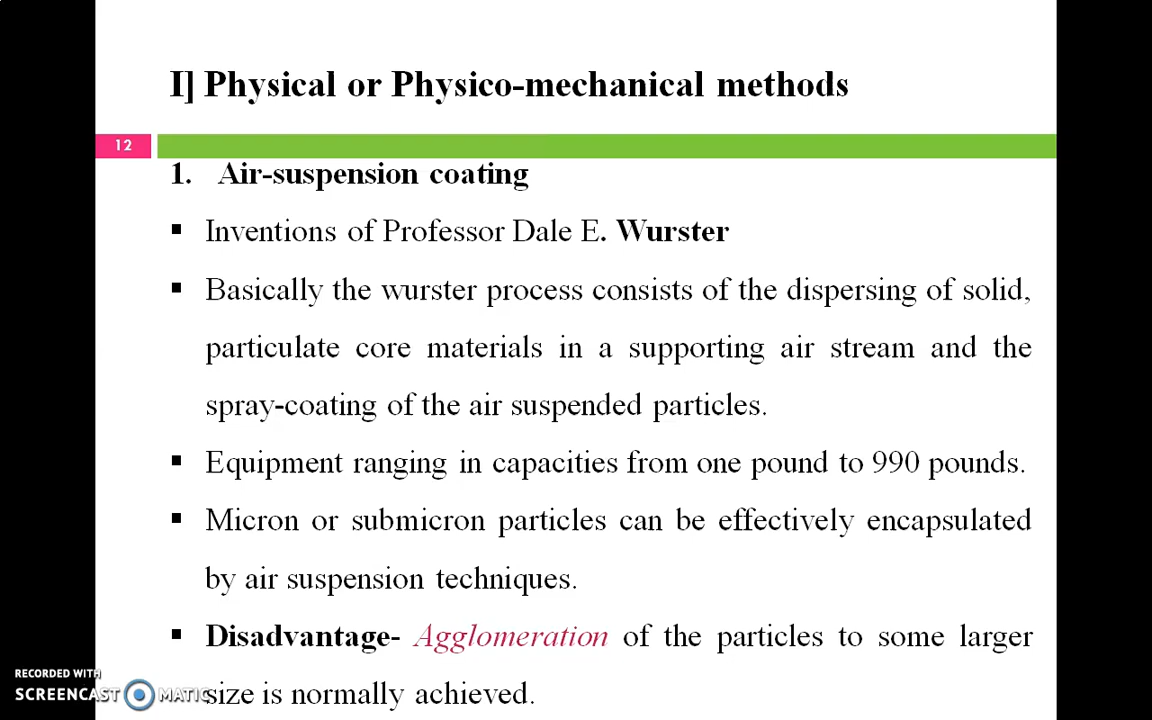 I] Physical or Physico-mechanical methods
12
1. Air-suspension coating
▪ Inventions of Professor Dale E. Wurster
▪ Basically the wurster process consists of the dispersing of solid,
particulate core materials in a supporting air stream and the
spray-coating of the air suspended particles.
▪ Equipment ranging in capacities from one pound to 990 pounds.
▪ Micron or submicron particles can be effectively encapsulated
by air suspension techniques.
▪ Disadvantage- Agglomeration of the particles to some larger
size is normally achieved.
RECORDED WITH
SCREENCAST MATIC